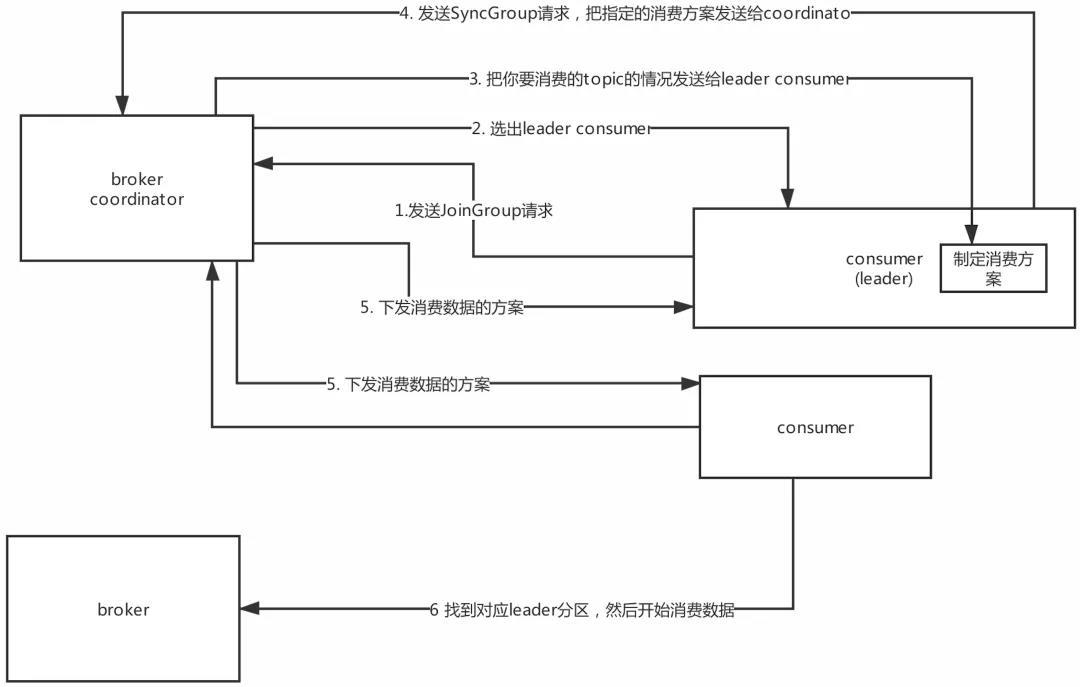 4. 发送SyncGroup请求，把指定的消费方案发送给coordinato
3. 把你要消费的topic的情况发送给leader consumer
2. 选出leader consumer
broker
coordinator
1.发送JoinGroup请求
consumer
(leader)
制定消费方
案
5. 下发消费数据的方案
5. 下发消费数据的方案
consumer
broker
6 找到对应leader分区，然后开始消费数据